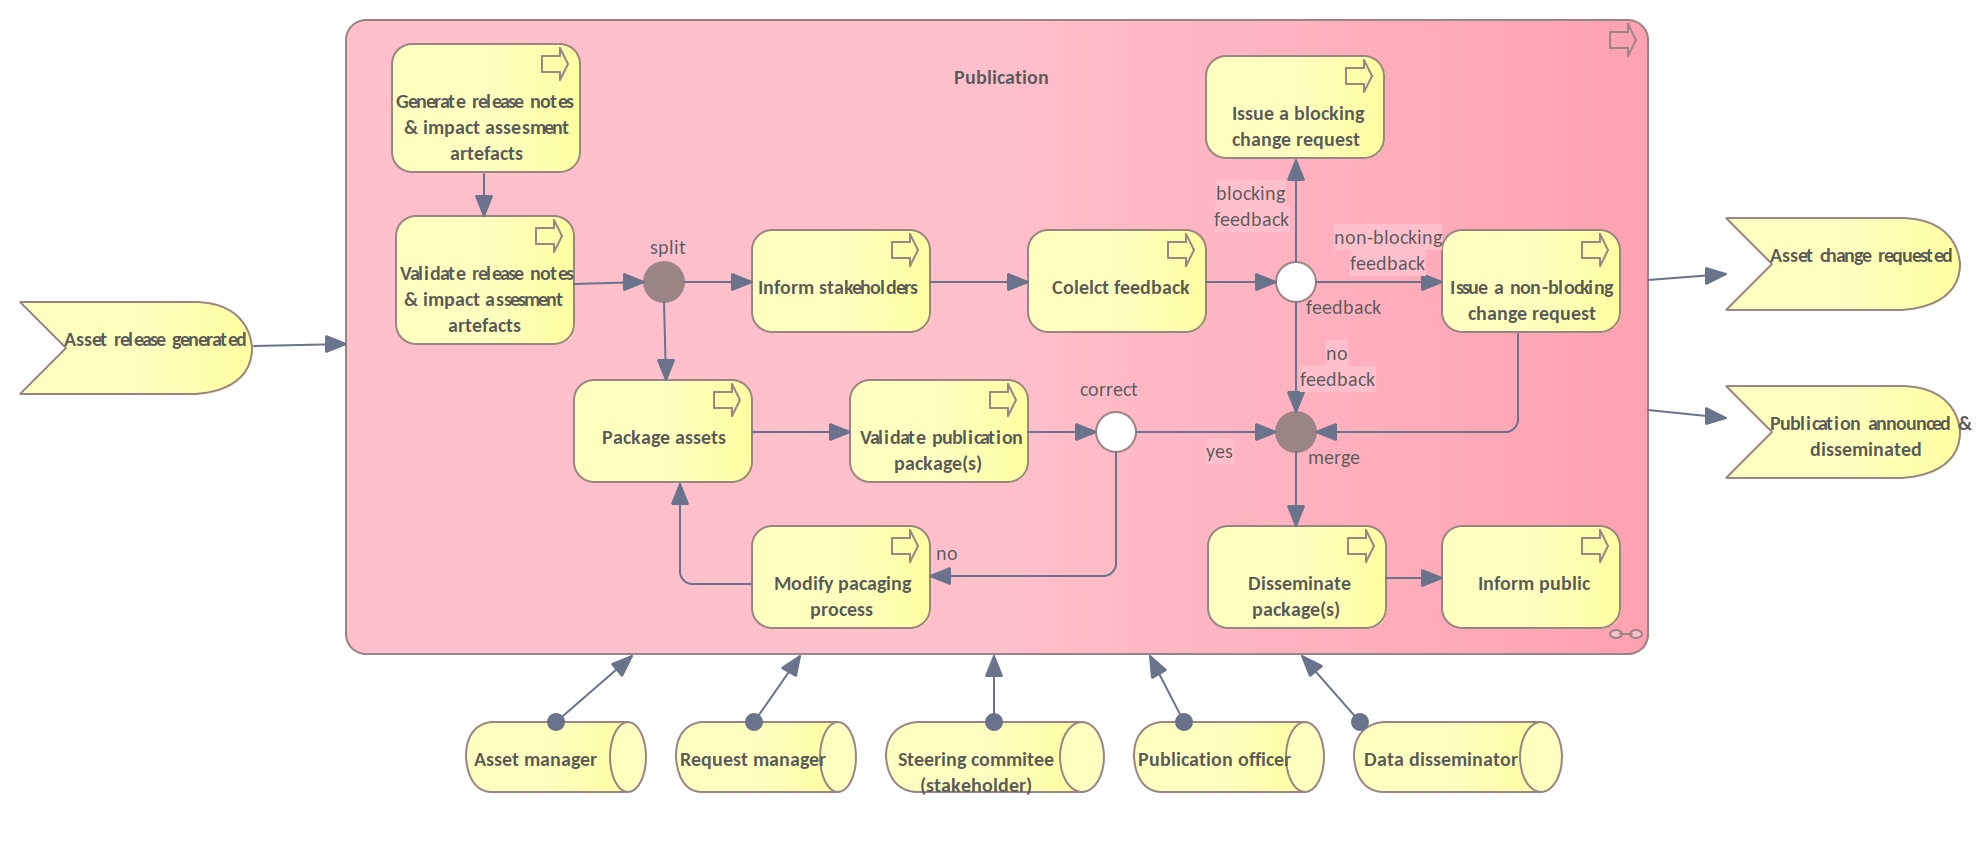 Publication
Generate release notes
& impact assesment
artefacts
Issue a blocking
change request
blocking
feedback
Validate release notes
& impact assesment
artefacts
split
Inform stakeholders
Colelct feedback
non-blocking
feedback
feedback
Issue a non-blocking
change request
Asset change requested
Asset release generated
no
feedback
Package assets
Validate publication
package(s)
correct
yes
merge
Publication announced &
disseminated
Modify pacaging
process
no
Disseminate
package(s)
Inform public
Asset manager
Request manager
Steering commitee
(stakeholder)
Publication officer
Data disseminator